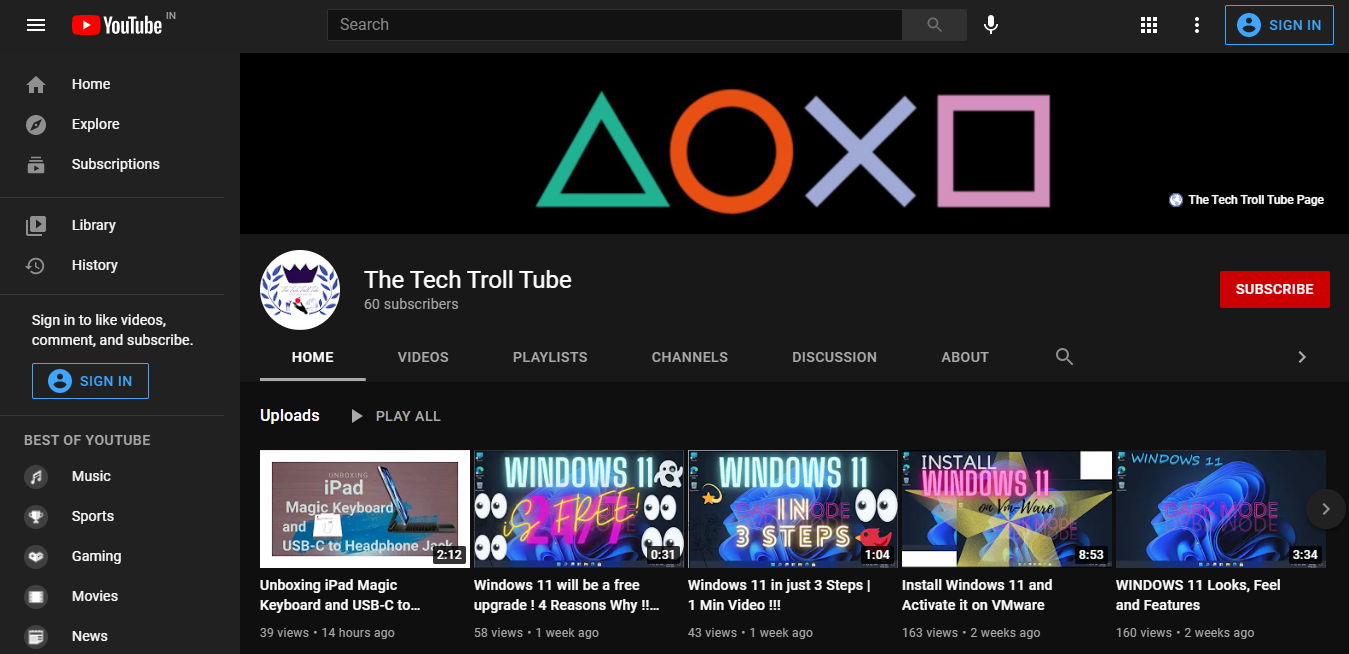 YouTube IN
Search
SIGN IN
Home
Explore
Subscriptions
Library
History
Sign in to like videos,
comment, and subscribe.
SIGN IN
BEST OF YOUTUBE
Music
Sports
Gaming
Movies
News
The Tech Troll Tube Page
The Tech Troll Tube
The Tech Troll Tube
60 subscribers
SUBSCRIBE
HOME
VIDEOS
PLAYLISTS
CHANNELS
DISCUSSION
ABOUT
Uploads
PLAY ALL
UNBOXING
iPad
Magic Keyboard
and
USB-C to Headphone Jack
2:12
Unboxing iPad Magic
Keyboard and USB-C to…
39 views • 14 hours ago
WINDOWS 11
iS FREE!
24/7
0:31
Windows 11 will be a free
upgrade ! 4 Reasons Why !!…
58 views • 1 week ago
WINDOWS 11
DARK MODE
IN
3 STEPS
1:04
Windows 11 in just 3 Steps |
1 Min Video !!!
43 views • 1 week ago
INSTALL
WINDOWS 11
on Vm-Ware
DARK MODE
8:53
Install Windows 11 and
Activate it on VMware
163 views • 2 weeks ago
WINDOWS 11
DARK MODE
3:34
WINDOWS 11 Looks, Feel
and Features
160 views • 2 weeks ago